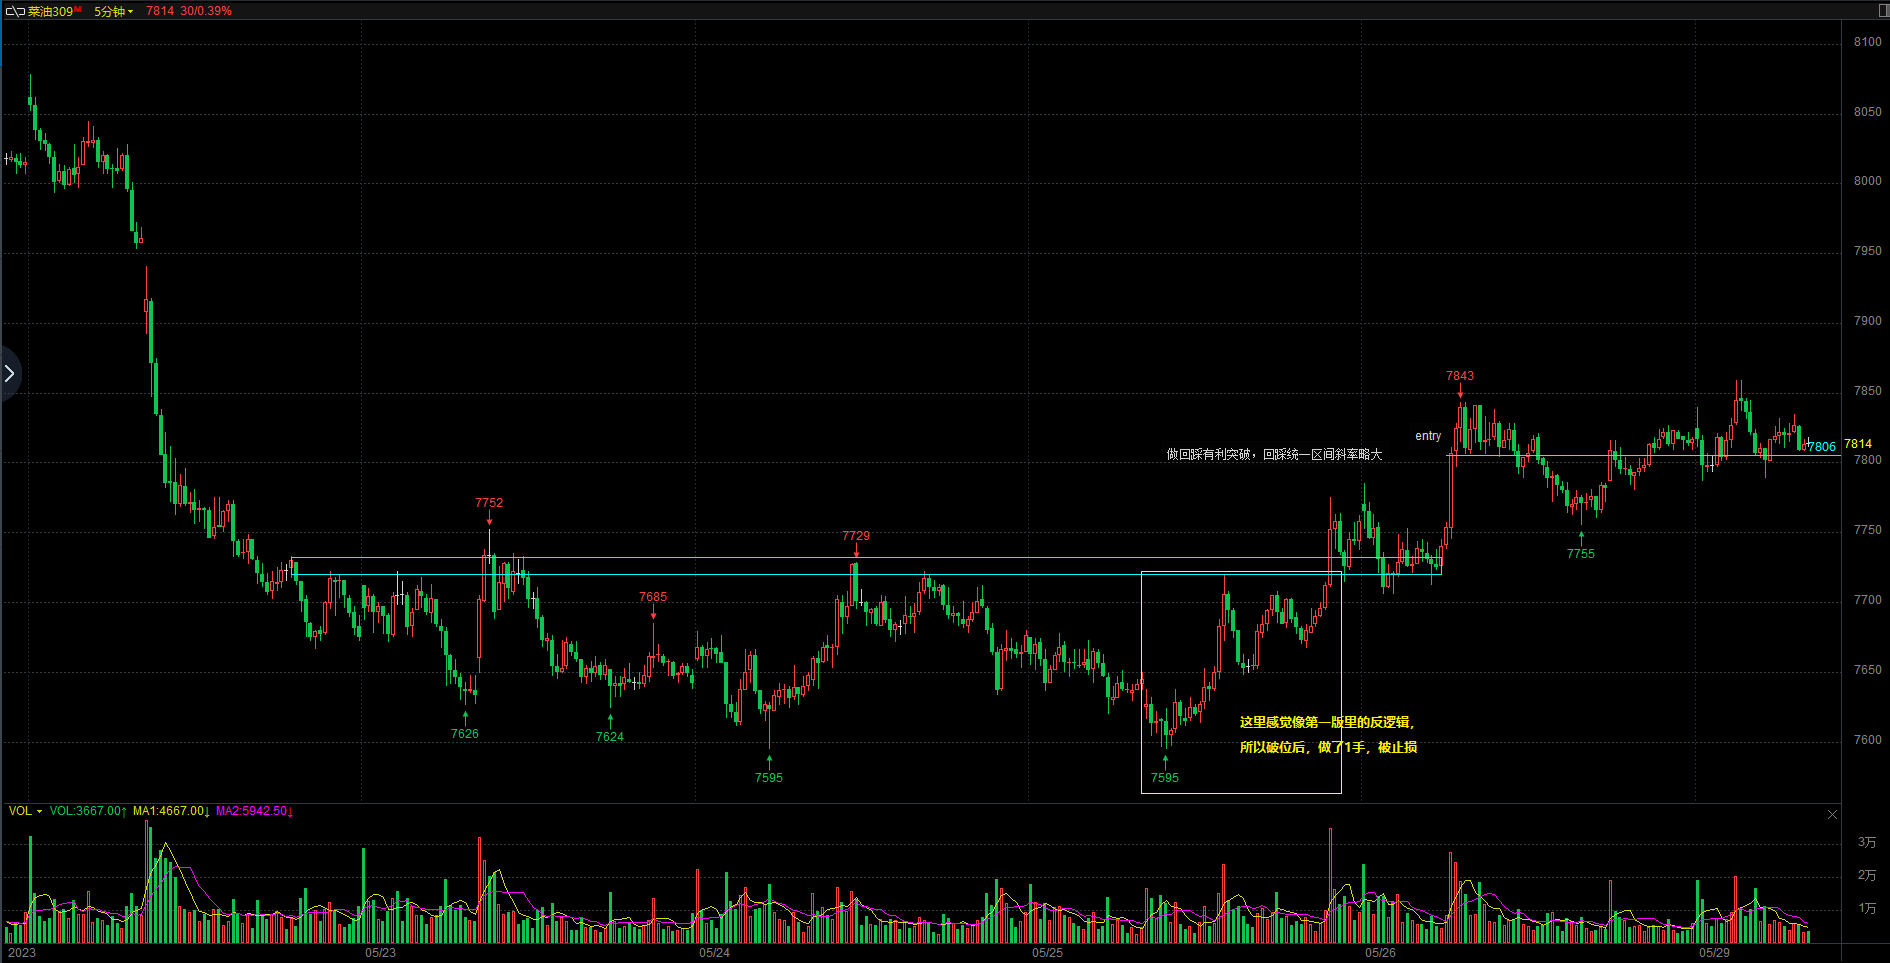 菜油309M 5分钟 7814 30/0.39%
8100
8050
8000
7950
7900
7850
7843
entry
7806 7814
做回踩有利突破，回踩统一区间斜率略大
7800
7752
7750
7729
7755
7700
7685
7650
这里感觉像第一版里的反逻辑，
所以破位后，做了1手，被止损
7626
7624
7600
7595
7595
VOL VOL:3667.00↑ MA1:4667.00↓ MA2:5942.50↓
3万
2万
1万
2023 05/23 05/24 05/25 05/26 05/29